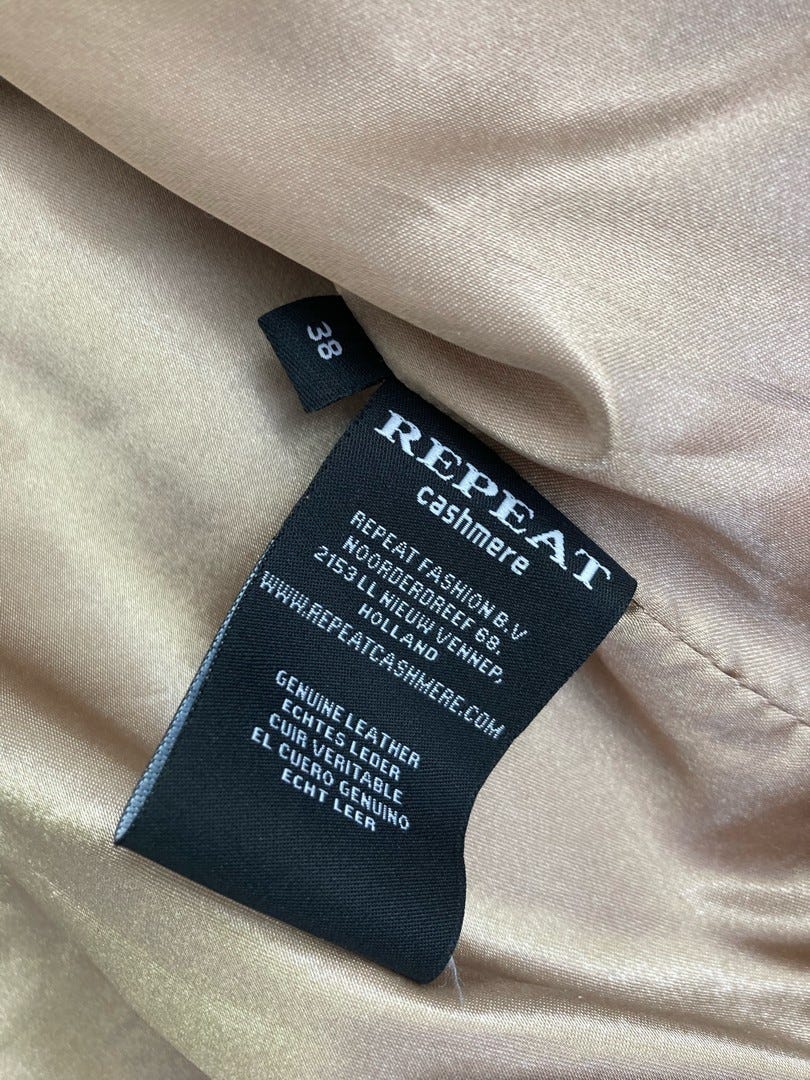 38
REPEAT
cashmere
REPEAT FASHION B.V
NOORDERDREEF 68.
2153 LL NIEUW VENNEP,
HOLLAND
WWW.REPEATCASHMERE.COM
GENUINE LEATHER
ECHTES LEDER
CUIR VERITABLE
EL CUERO GENUINO
ECHT LEER